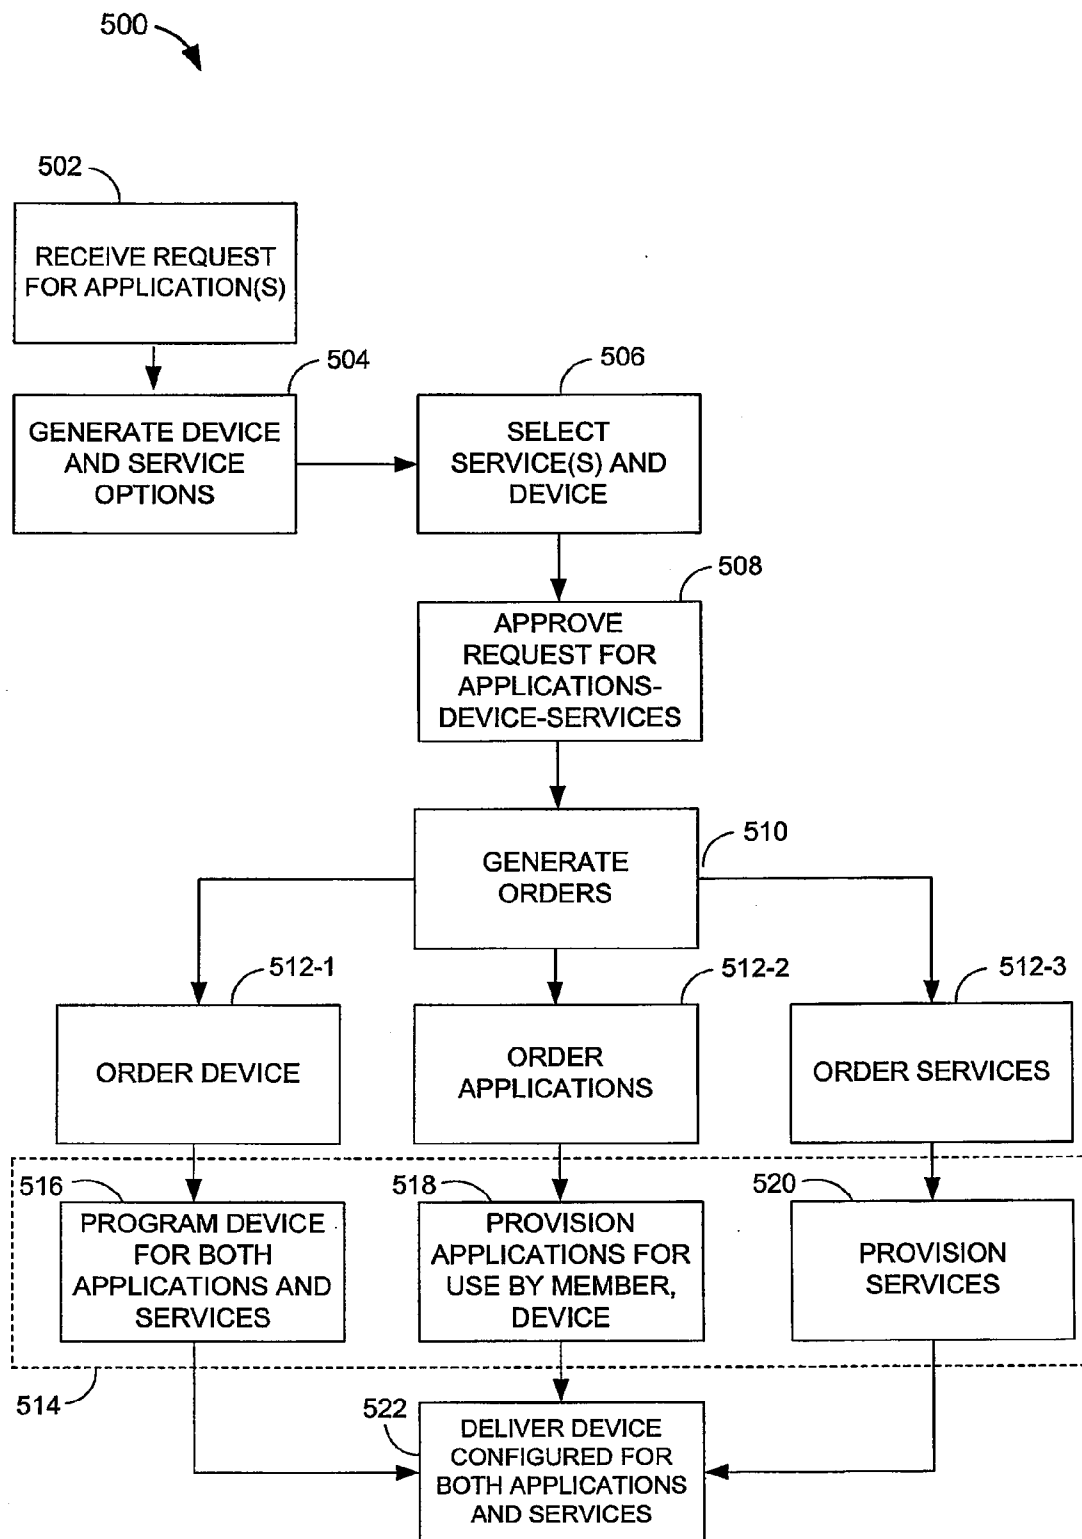 500
502
RECEIVE REQUEST
FOR APPLICATION(S)
504
GENERATE DEVICE
AND SERVICE
OPTIONS
506
SELECT
SERVICE(S) AND
DEVICE
508
APPROVE
REQUEST FOR
APPLICATIONS-
DEVICE-SERVICES
510
GENERATE
ORDERS
512-1
ORDER DEVICE
512-2
ORDER
APPLICATIONS
512-3
ORDER SERVICES
516
PROGRAM DEVICE
FOR BOTH
APPLICATIONS AND
SERVICES
518
PROVISION
APPLICATIONS FOR
USE BY MEMBER,
DEVICE
520
PROVISION
SERVICES
514
522
DELIVER DEVICE
CONFIGURED FOR
BOTH APPLICATIONS
AND SERVICES